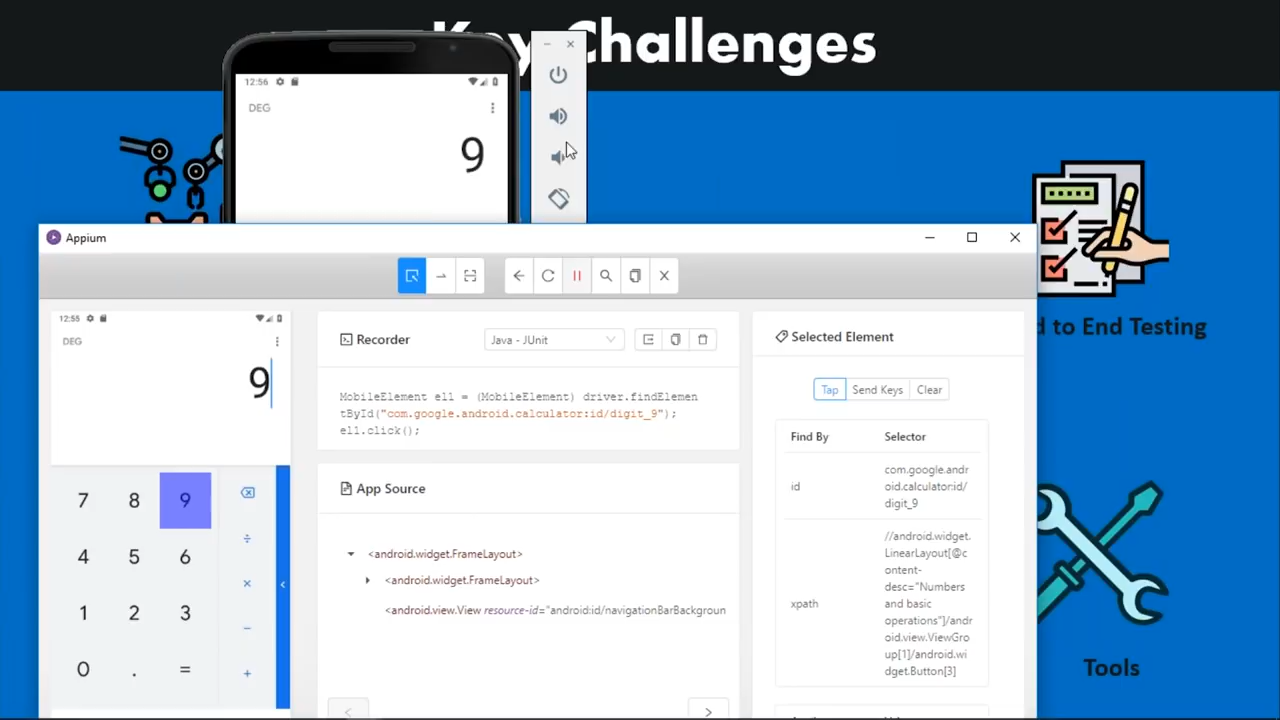 Key Challenges
12:56
DEG
9
Appium
12:55
DEG
9
7 8 9
4 5 6 ÷
1 2 3 ×
0 . = −
+
Recorder
Java - JUnit
MobileElement el1 = (MobileElement) driver.findElemen
tById("com.google.android.calculator:id/digit_9");
el1.click();
App Source
<android.widget.FrameLayout>
<android.widget.FrameLayout>
<android.view.View resource-id="android:id/navigationBarBackgroun
Selected Element
Tap Send Keys Clear
Find By Selector
id
com.google.andr
oid.calculator:id/
digit_9
xpath
//android.widget.
LinearLayout[@c
ontent-
desc="Numbers
and basic
operations"]/andr
oid.view.ViewGro
up[1]/android.wi
dget.Button[3]
to End Testing
Tools